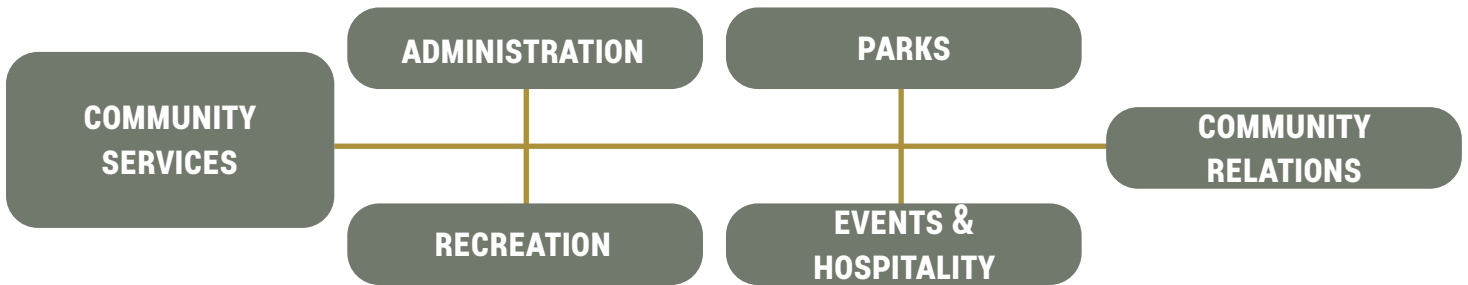 COMMUNITY
SERVICES
ADMINISTRATION
PARKS
RECREATION
EVENTS &
HOSPITALITY
COMMUNITY
RELATIONS